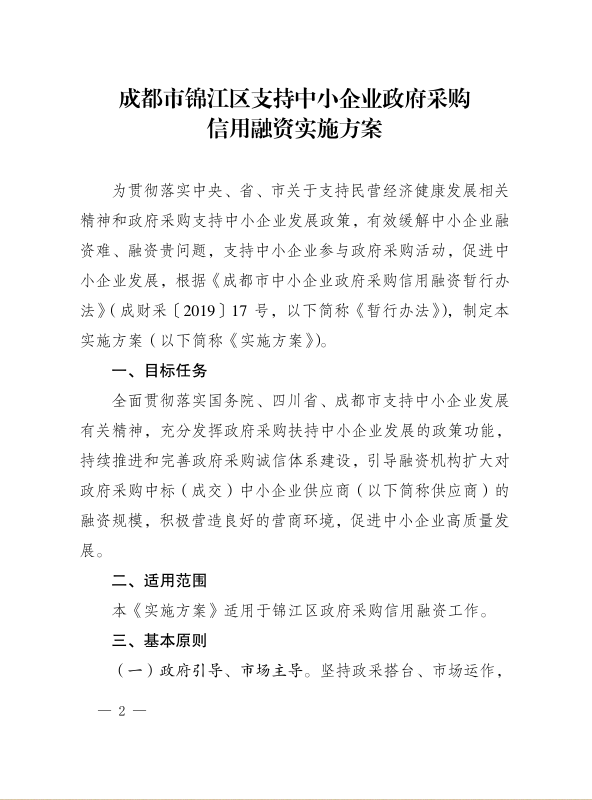 成都市锦江区支持中小企业政府采购
信用融资实施方案
为贯彻落实中央、省、市关于支持民营经济健康发展相关
精神和政府采购支持中小企业发展政策，有效缓解中小企业融
资难、融资贵问题，支持中小企业参与政府采购活动，促进中
小企业发展，根据《成都市中小企业政府采购信用融资暂行办
法》（成财采〔2019〕17 号，以下简称《暂行办法》），制定本
实施方案（以下简称《实施方案》）。
一、目标任务
全面贯彻落实国务院、四川省、成都市支持中小企业发展
有关精神，充分发挥政府采购扶持中小企业发展的政策功能，
持续推进和完善政府采购诚信体系建设，引导融资机构扩大对
政府采购中标（成交）中小企业供应商（以下简称供应商）的
融资规模，积极营造良好的营商环境，促进中小企业高质量发
展。
二、适用范围
本《实施方案》适用于锦江区政府采购信用融资工作。
三、基本原则
（一）政府引导、市场主导。坚持政采搭台、市场运作，
— 2 —